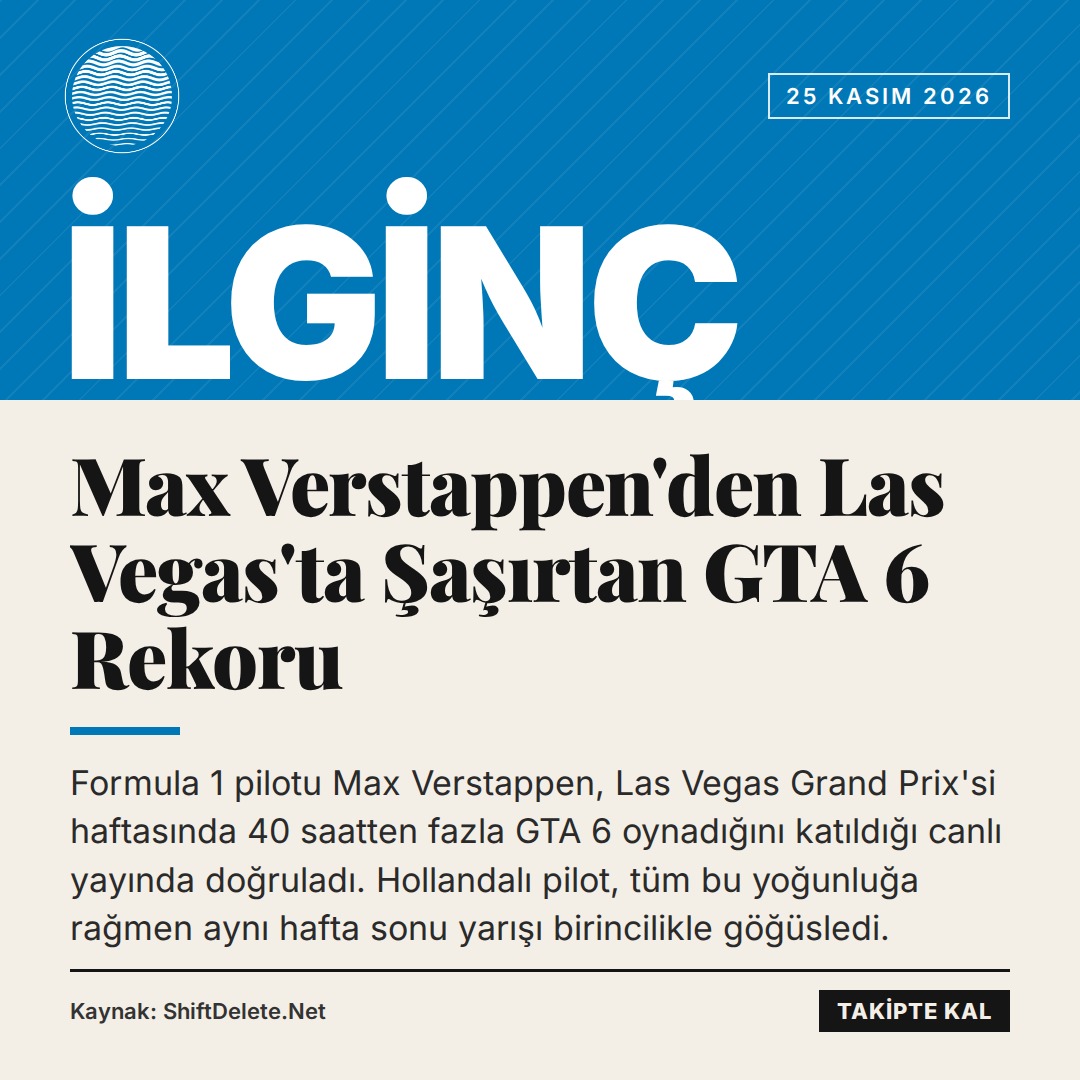 25 KASIM 2026
İLGİNÇ
Max Verstappen'den Las
Vegas'ta Şaşırtan GTA 6
Rekoru
Formula 1 pilotu Max Verstappen, Las Vegas Grand Prix'si
haftasında 40 saatten fazla GTA 6 oynadığını katıldığı canlı
yayında doğruladı. Hollandalı pilot, tüm bu yoğunluğa
rağmen aynı hafta sonu yarışı birincilikle göğüsledi.
Kaynak: ShiftDelete.Net
TAKİPTE KAL